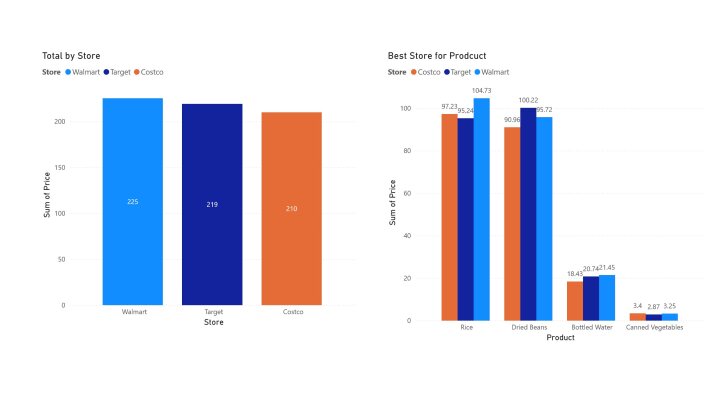 Total by Store
Store Walmart Target Costco
Sum of Price
200
150
100
50
0
225
219
210
Walmart Target Costco
Store
Best Store for Prodcuct
Store Costco Target Walmart
Sum of Price
100
80
60
40
20
0
97.23 95.24 104.73
90.96 100.22 95.72
18.43 20.74 21.45
3.4 2.87 3.25
Rice Dried Beans Bottled Water Canned Vegetables
Product